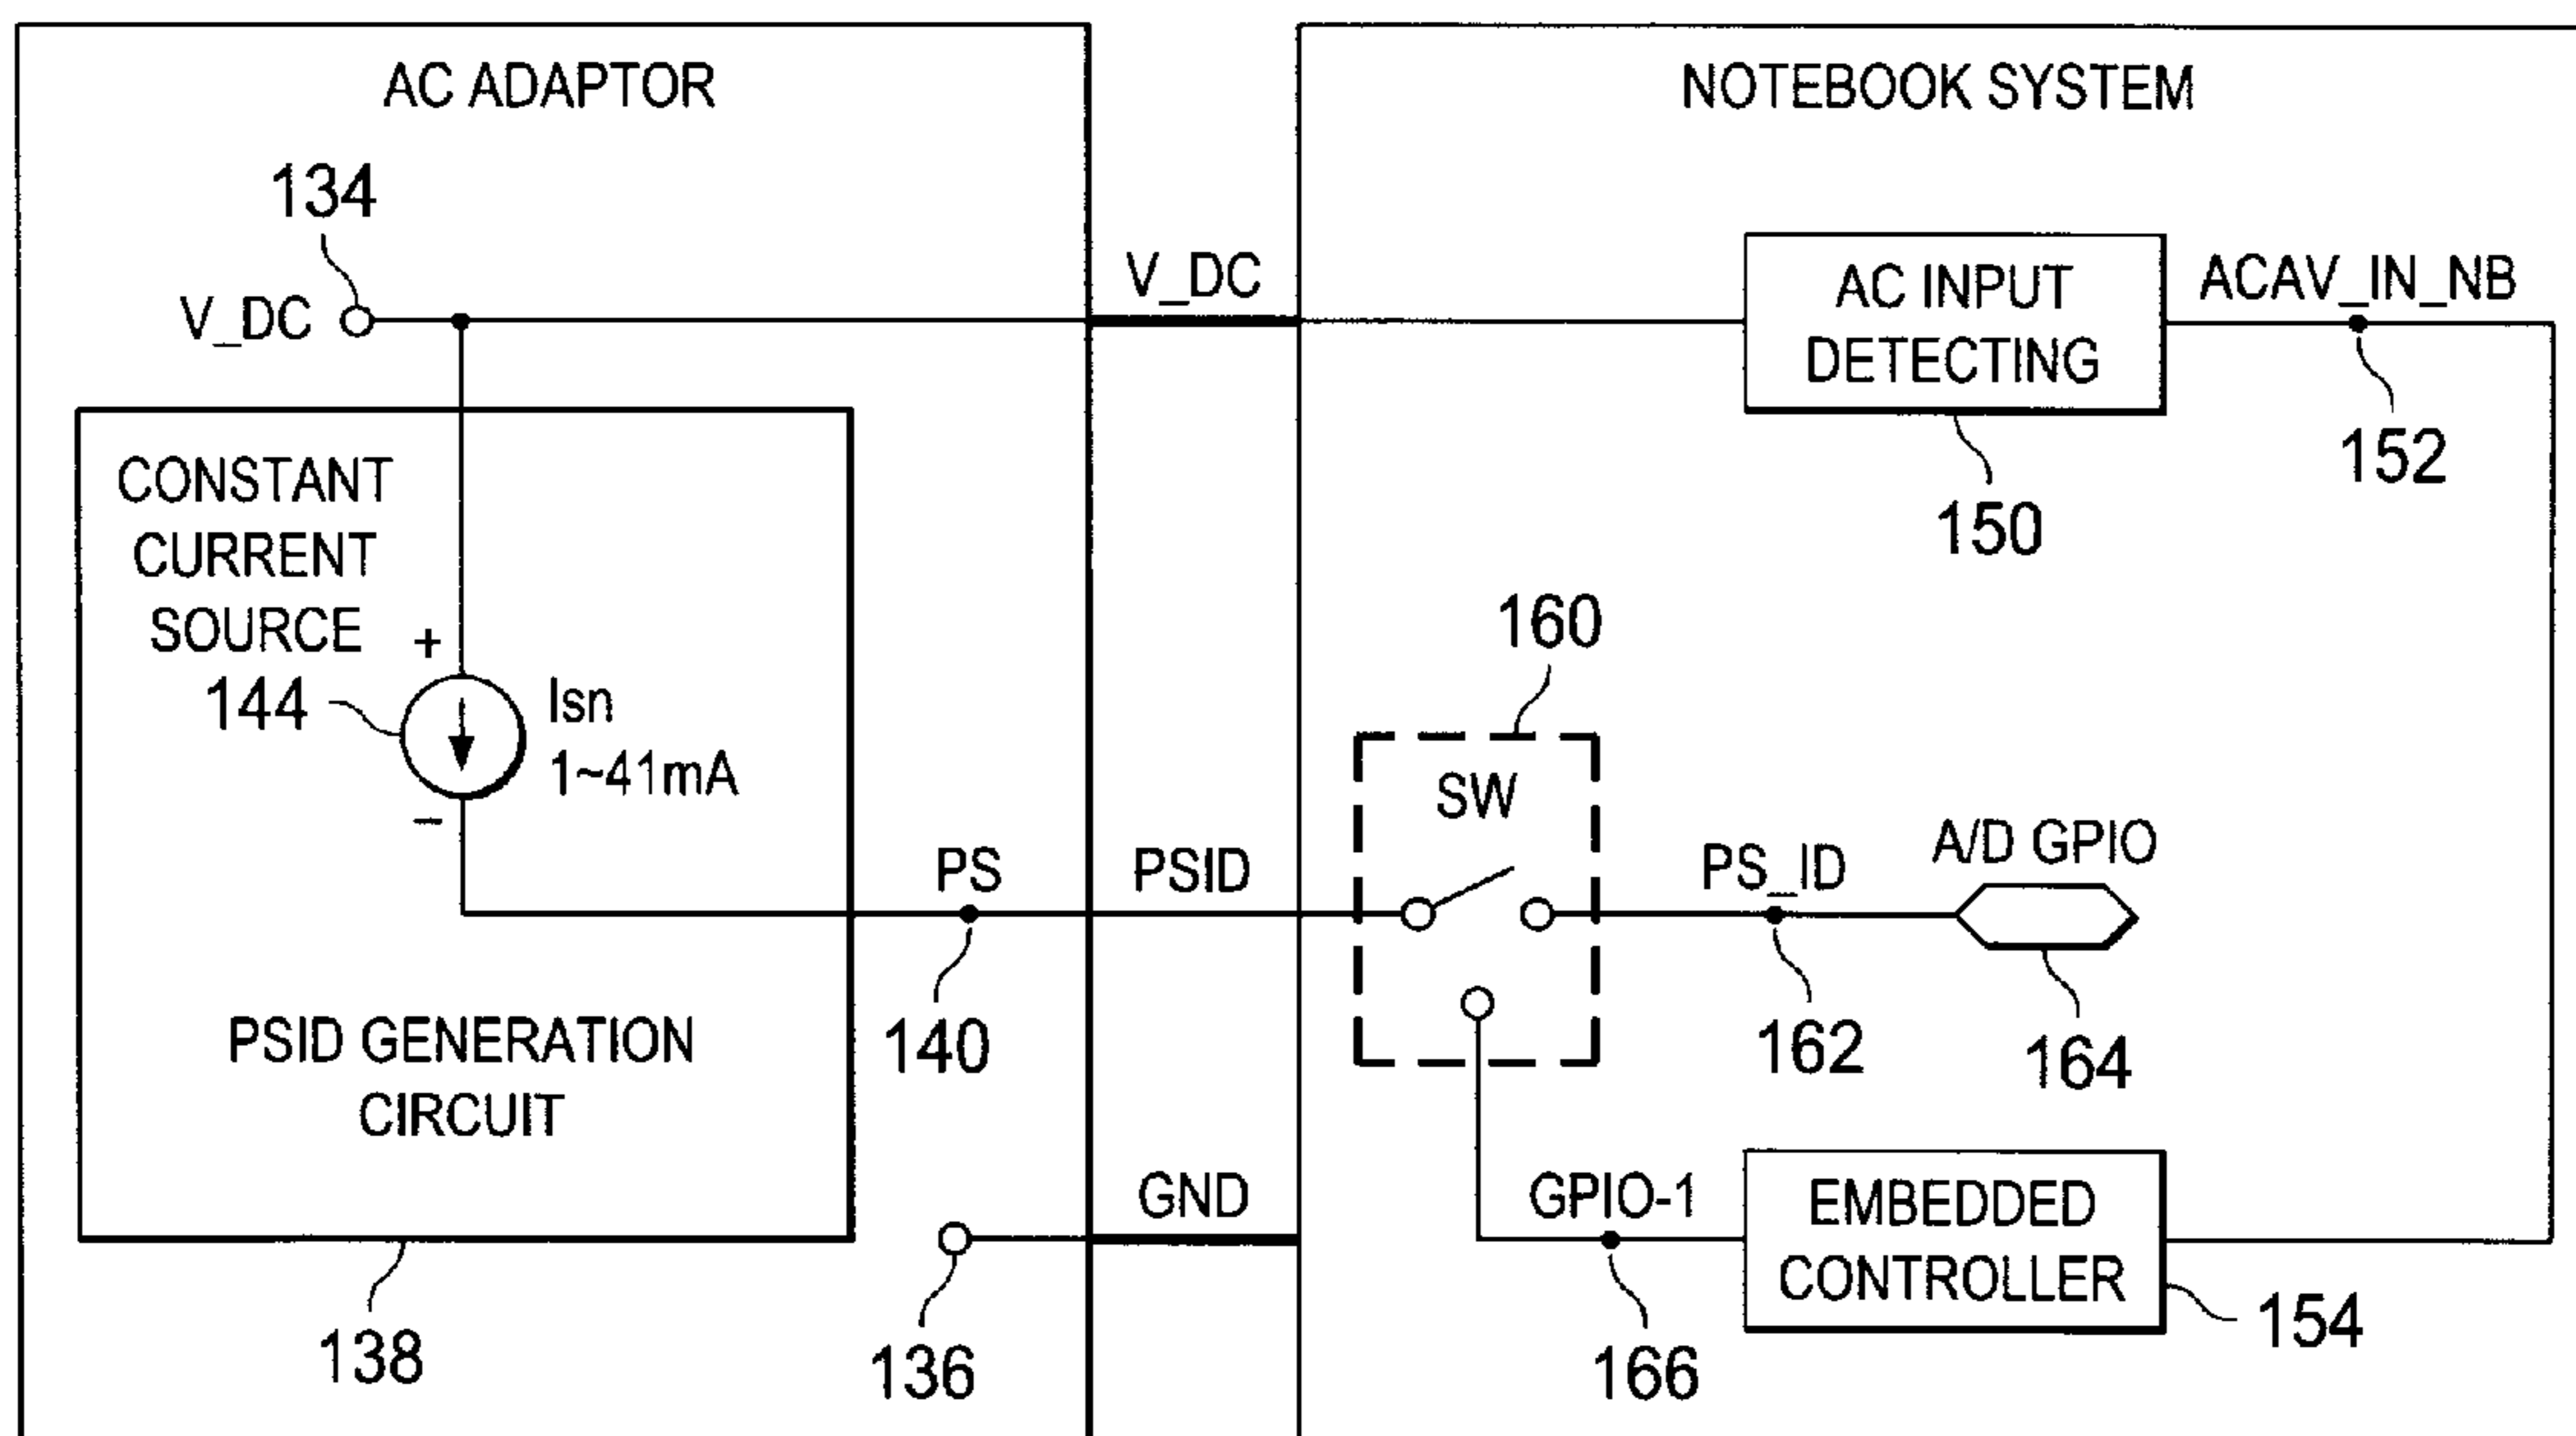 AC ADAPTOR
NOTEBOOK SYSTEM
134
V_DC
V_DC
AC INPUT
DETECTING
ACAV_IN_NB
152
150
CONSTANT
CURRENT
SOURCE
+
144
Isn
1~41mA
–
160
SW
PS
PSID
PS_ID
A/D GPIO
140
162
164
PSID GENERATION
CIRCUIT
GND
GPIO-1
EMBEDDED
CONTROLLER
138
136
166
154